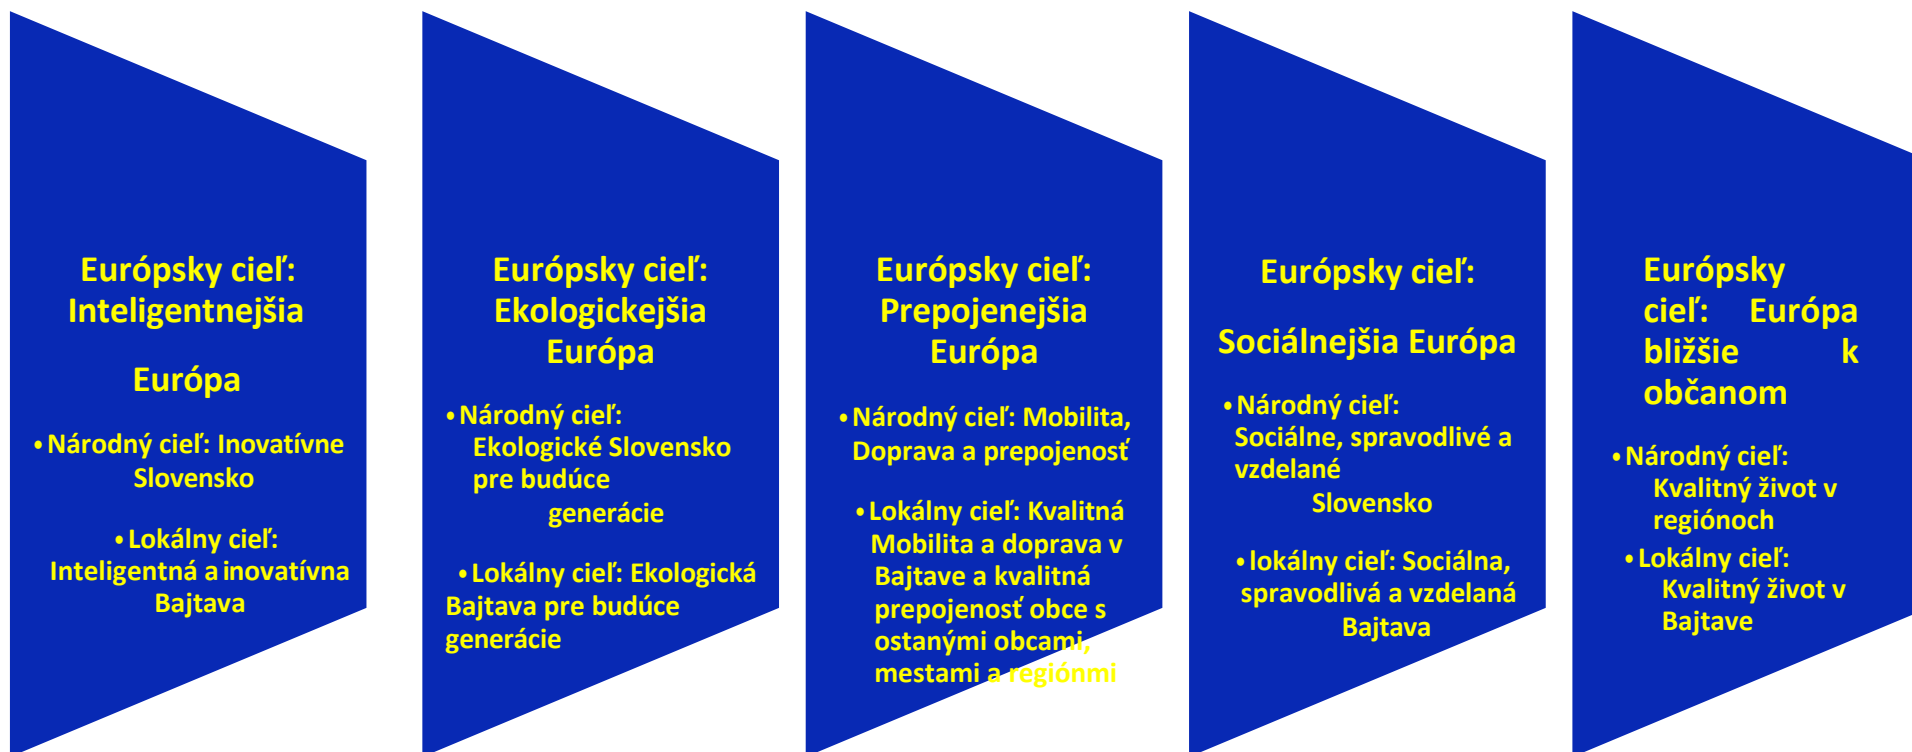 Európsky cieľ:
Inteligentnejšia
Európa
• Národný cieľ: Inovatívne
Slovensko
• Lokálny cieľ:
Inteligentná a inovatívna
Bajtava
Európsky cieľ:
Ekologickejšia
Európa
• Národný cieľ:
Ekologické Slovensko
pre budúce
generácie
• Lokálny cieľ: Ekologická
Bajtava pre budúce
generácie
Európsky cieľ:
Prepojenejšia
Európa
• Národný cieľ: Mobilita,
Doprava a prepojenosť
• Lokálny cieľ: Kvalitná
Mobilita a doprava v
Bajtave a kvalitná
prepojenosť obce s
ostanými obcami,
mestami a regiónmi
Európsky cieľ:
Sociálnejšia Európa
• Národný cieľ:
Sociálne, spravodlivé a
vzdelané
Slovensko
• lokálny cieľ: Sociálna,
spravodlivá a vzdelaná
Bajtava
Európsky
cieľ: Európa
bližšie k
občanom
• Národný cieľ:
Kvalitný život v
regiónoch
• Lokálny cieľ:
Kvalitný život v
Bajtave